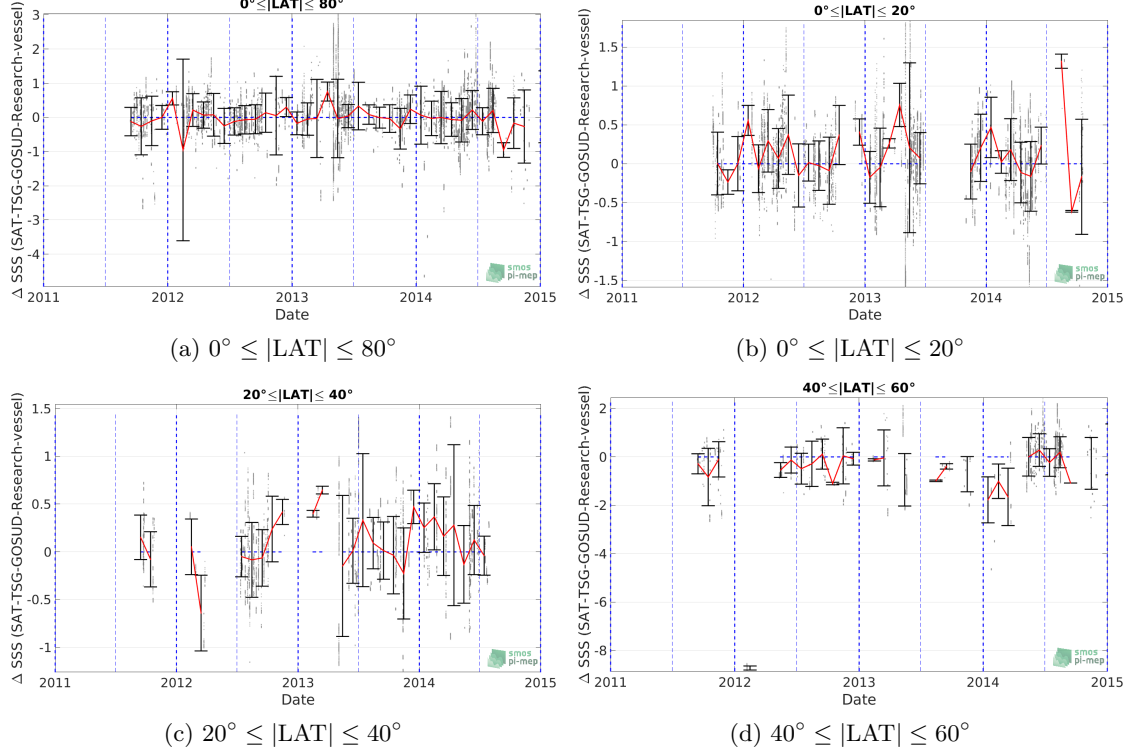 0°≤|LAT|≤ 80°
Δ SSS (SAT-TSG-GOSUD-Research-vessel)
3
2
1
0
-1
-2
-3
-4
2011
2012
2013
2014
2015
Date
smos
pi-mep
(a) 0° ≤ |LAT| ≤ 80°
0°≤|LAT|≤ 20°
Δ SSS (SAT-TSG-GOSUD-Research-vessel)
1.5
1
0.5
0
-0.5
-1
-1.5
2011
2012
2013
2014
2015
Date
smos
pi-mep
(b) 0° ≤ |LAT| ≤ 20°
20°≤|LAT|≤ 40°
Δ SSS (SAT-TSG-GOSUD-Research-vessel)
1.5
1
0.5
0
-0.5
-1
2011
2012
2013
2014
2015
Date
smos
pi-mep
(c) 20° ≤ |LAT| ≤ 40°
40°≤|LAT|≤ 60°
Δ SSS (SAT-TSG-GOSUD-Research-vessel)
2
0
-2
-4
-6
-8
2011
2012
2013
2014
2015
Date
smos
pi-mep
(d) 40° ≤ |LAT| ≤ 60°